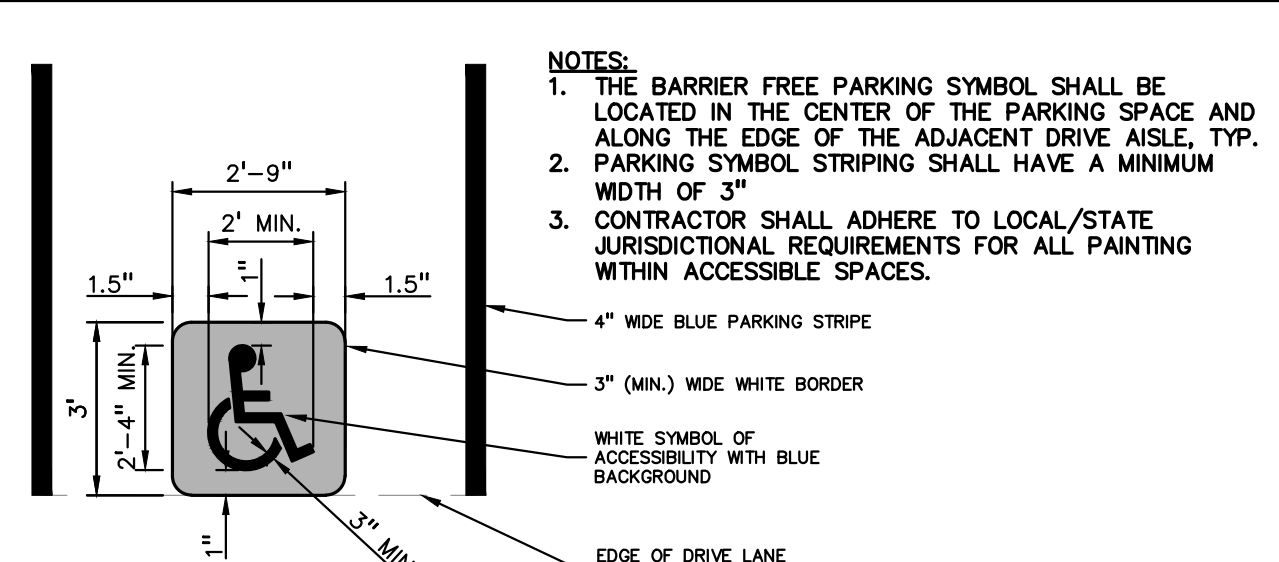 NOTES:
1. THE BARRIER FREE PARKING SYMBOL SHALL BE
LOCATED IN THE CENTER OF THE PARKING SPACE AND
ALONG THE EDGE OF THE ADJACENT DRIVE AISLE, TYP.
2. PARKING SYMBOL STRIPING SHALL HAVE A MINIMUM
WIDTH OF 3"
3. CONTRACTOR SHALL ADHERE TO LOCAL/STATE
JURISDICTIONAL REQUIREMENTS FOR ALL PAINTING
WITHIN ACCESSIBLE SPACES.
2'-9"
2' MIN.
1"
1.5"
1.5"
3'
2'-4" MIN.
1"
3" MIN.
4" WIDE BLUE PARKING STRIPE
3" (MIN.) WIDE WHITE BORDER
WHITE SYMBOL OF
ACCESSIBILITY WITH BLUE
BACKGROUND
EDGE OF DRIVE LANE